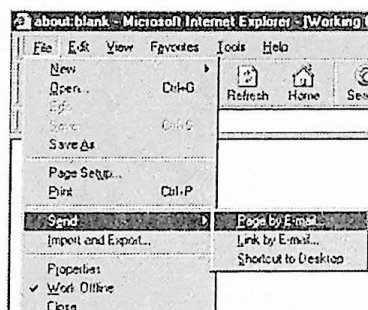 about:blank - Microsoft Internet Explorer - [Working
File Edit View Favorites Tools Help
New
Open... Ctrl+O
Edit
Save Ctrl+S
Save As
Page Setup...
Print Ctrl+P
Send
Import and Export...
Properties
Work Offline
Close
Refresh Home Sea
Page by E-mail...
Link by E-mail...
Shortcut to Desktop